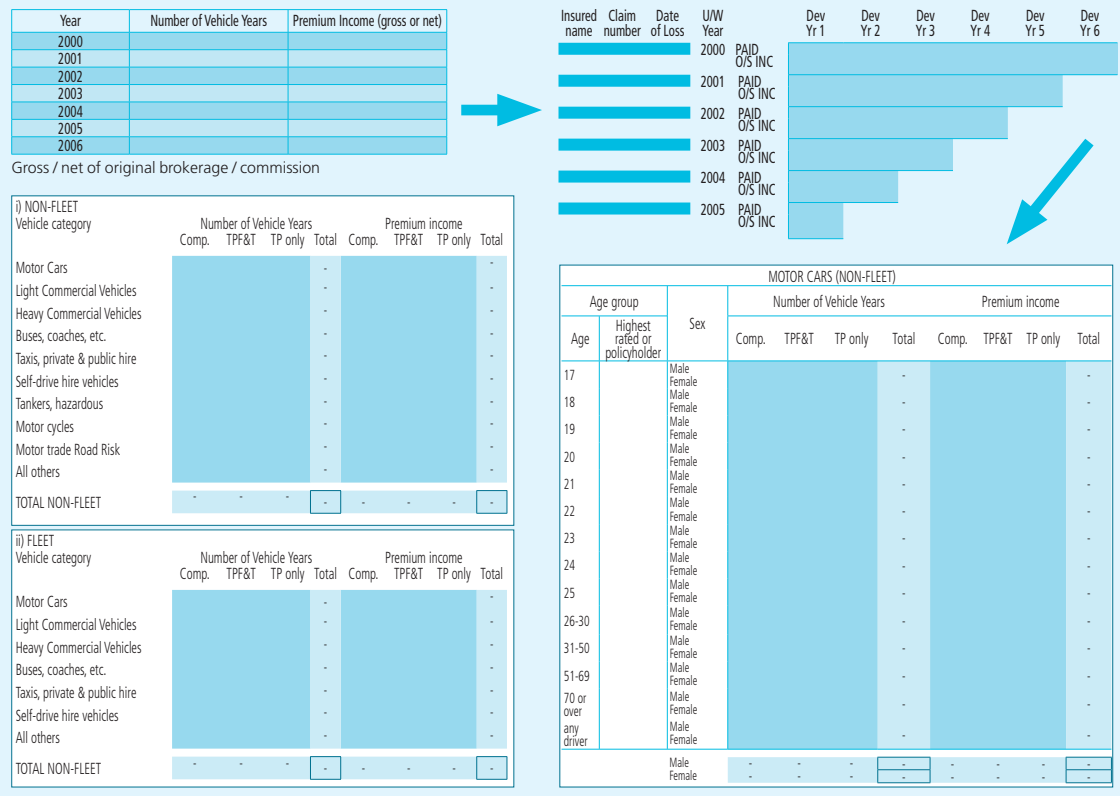 Year Number of Vehicle Years Premium Income (gross or net)
2000
2001
2002
2003
2004
2005
2006
Gross / net of original brokerage / commission
Insured name Claim number Date of Loss U/W Year Dev Yr 1 Dev Yr 2 Dev Yr 3 Dev Yr 4 Dev Yr 5 Dev Yr 6
2000 PAID
O/S INC
2001 PAID
O/S INC
2002 PAID
O/S INC
2003 PAID
O/S INC
2004 PAID
O/S INC
2005 PAID
O/S INC
i) NON-FLEET
Vehicle category Number of Vehicle Years Premium income
Comp. TPF&T TP only Total Comp. TPF&T TP only Total
Motor Cars - -
Light Commercial Vehicles - -
Heavy Commercial Vehicles - -
Buses, coaches, etc. - -
Taxis, private & public hire - -
Self-drive hire vehicles - -
Tankers, hazardous - -
Motor cycles - -
Motor trade Road Risk - -
All others - -
TOTAL NON-FLEET - - - - - - - -
ii) FLEET
Vehicle category Number of Vehicle Years Premium income
Comp. TPF&T TP only Total Comp. TPF&T TP only Total
Motor Cars - -
Light Commercial Vehicles - -
Heavy Commercial Vehicles - -
Buses, coaches, etc. - -
Taxis, private & public hire - -
Self-drive hire vehicles - -
All others - -
TOTAL NON-FLEET - - - - - - - -
MOTOR CARS (NON-FLEET)
Age group Sex Number of Vehicle Years Premium income
Age Highest rated or policyholder Comp. TPF&T TP only Total Comp. TPF&T TP only Total
17 Male
Female - -
18 Male
Female - -
19 Male
Female - -
20 Male
Female - -
21 Male
Female - -
22 Male
Female - -
23 Male
Female - -
24 Male
Female - -
25 Male
Female - -
26-30 Male
Female - -
31-50 Male
Female - -
51-69 Male
Female - -
70 or over Male
Female - -
any driver Male
Female - -
Male - - - - - - - -
Female - - - - - - - -